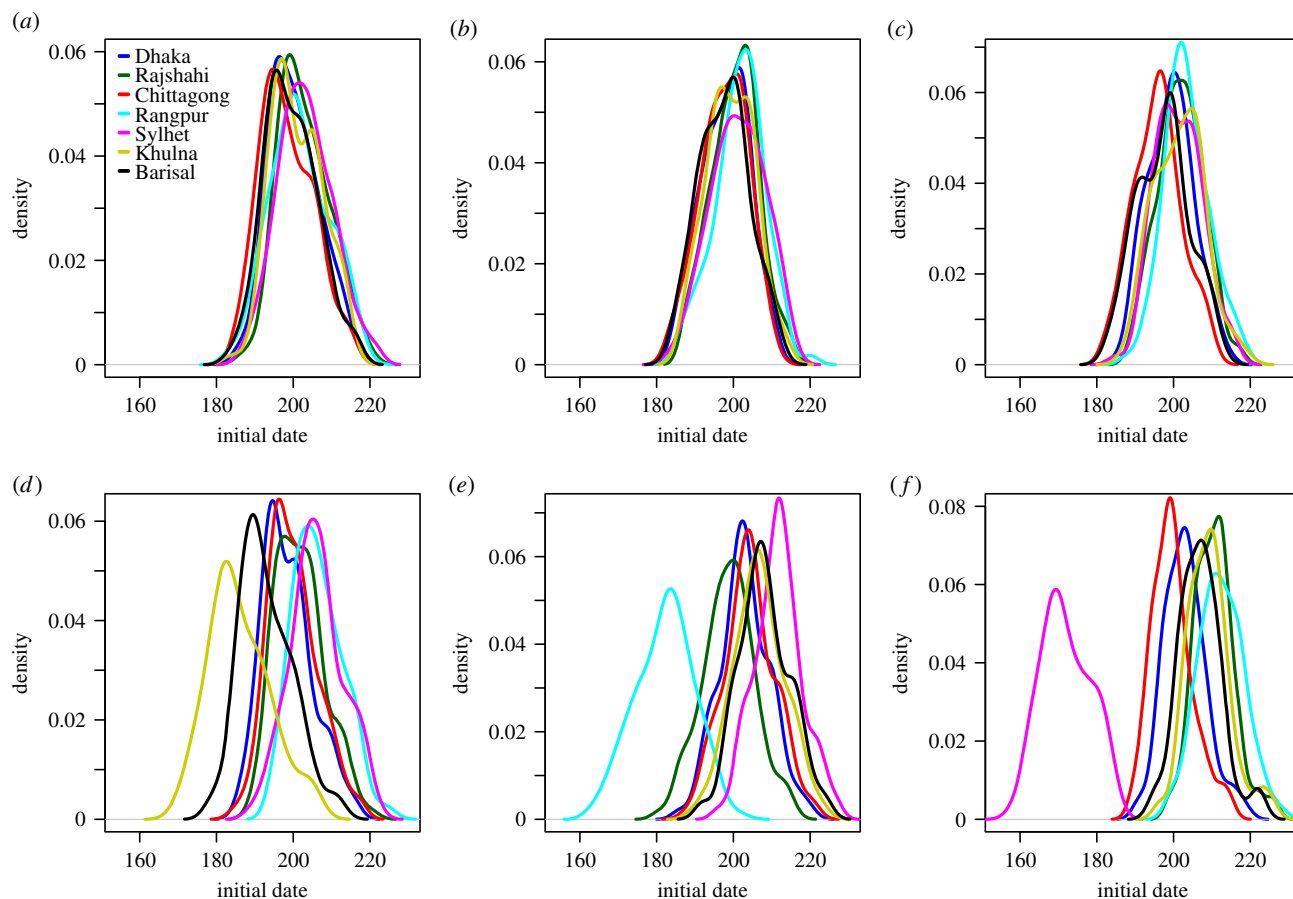 (a)
0.06
0.04
0.02
0
density
Dhaka
Rajshahi
Chittagong
Rangpur
Sylhet
Khulna
Barisal
160 180 200 220
initial date
(b)
0.06
0.04
0.02
0
density
160 180 200 220
initial date
(c)
0.06
0.04
0.02
0
density
160 180 200 220
initial date
(d)
0.06
0.04
0.02
0
density
160 180 200 220
initial date
(e)
0.06
0.04
0.02
0
density
160 180 200 220
initial date
(f)
0.08
0.06
0.04
0.02
0
density
160 180 200 220
initial date